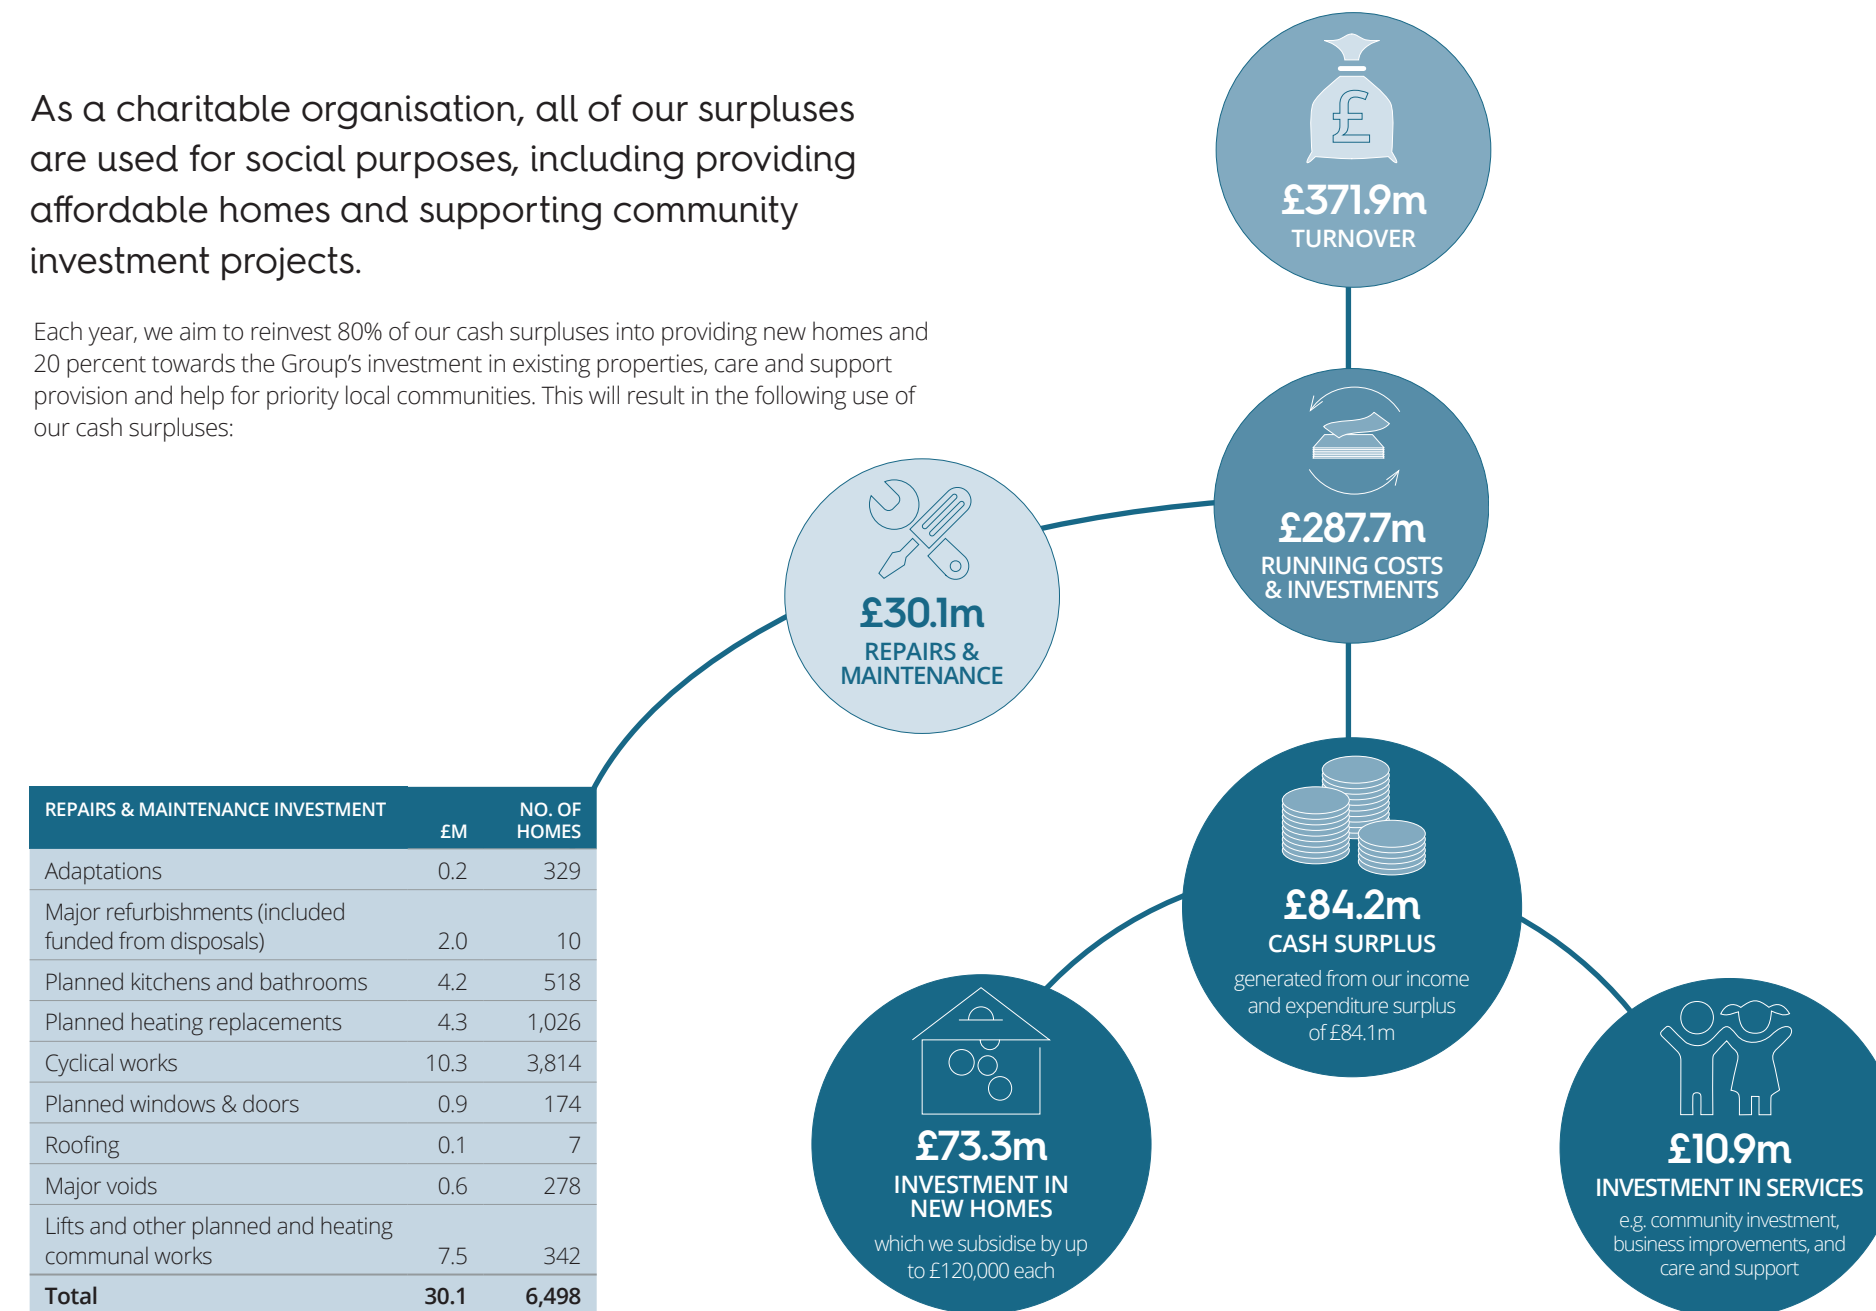 As a charitable organisation, all of our surpluses
are used for social purposes, including providing
affordable homes and supporting community
investment projects.
Each year, we aim to reinvest 80% of our cash surpluses into providing new homes and
20 percent towards the Group’s investment in existing properties, care and support
provision and help for priority local communities. This will result in the following use of
our cash surpluses:
£
£371.9m
TURNOVER
£287.7m
RUNNING COSTS
& INVESTMENTS
£30.1m
REPAIRS &
MAINTENANCE
£84.2m
CASH SURPLUS
generated from our income
and expenditure surplus
of £84.1m
£73.3m
INVESTMENT IN
NEW HOMES
which we subsidise by up
to £120,000 each
£10.9m
INVESTMENT IN SERVICES
e.g. community investment,
business improvements, and
care and support
REPAIRS & MAINTENANCE INVESTMENT £M NO. OF
HOMES
Adaptations 0.2 329
Major refurbishments (included
funded from disposals) 2.0 10
Planned kitchens and bathrooms 4.2 518
Planned heating replacements 4.3 1,026
Cyclical works 10.3 3,814
Planned windows & doors 0.9 174
Roofing 0.1 7
Major voids 0.6 278
Lifts and other planned and heating
communal works 7.5 342
Total 30.1 6,498